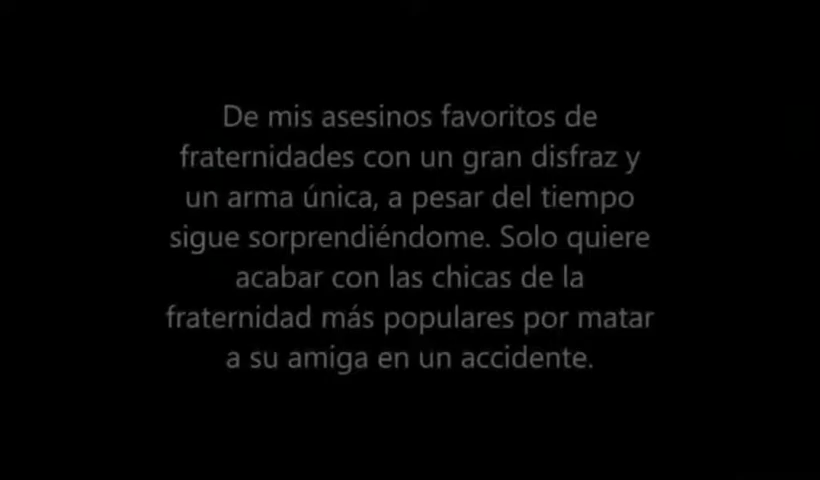 De mis asesinos favoritos de
fraternidades con un gran disfraz y
un arma única, a pesar del tiempo
sigue sorprendiéndome. Solo quiere
acabar con las chicas de la
fraternidad más populares por matar
a su amiga en un accidente.